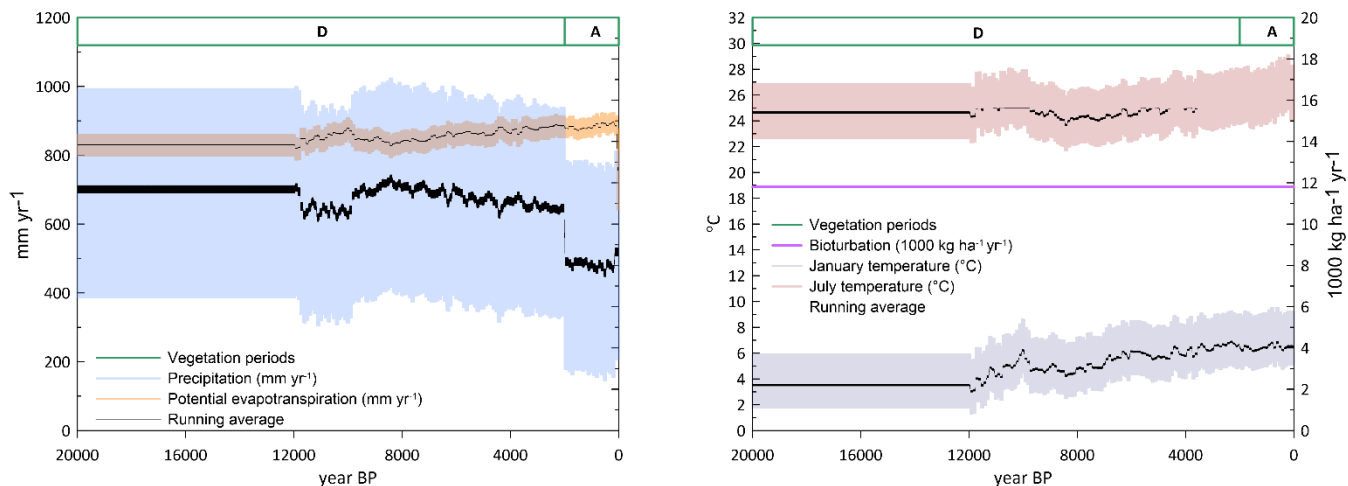 1200
1000
800
600
400
200
0
mm yr⁻¹
D
A
Vegetation periods
Precipitation (mm yr⁻¹)
Potential evapotranspiration (mm yr⁻¹)
Running average
20000
16000
12000
8000
4000
0
year BP
32
30
28
26
24
22
20
18
16
14
12
10
8
6
4
2
0
°C
D
A
Vegetation periods
Bioturbation (1000 kg ha⁻¹ yr⁻¹)
January temperature (°C)
July temperature (°C)
Running average
20
18
16
14
12
10
8
6
4
2
0
1000 kg ha-1 yr-1
20000
16000
12000
8000
4000
0
year BP